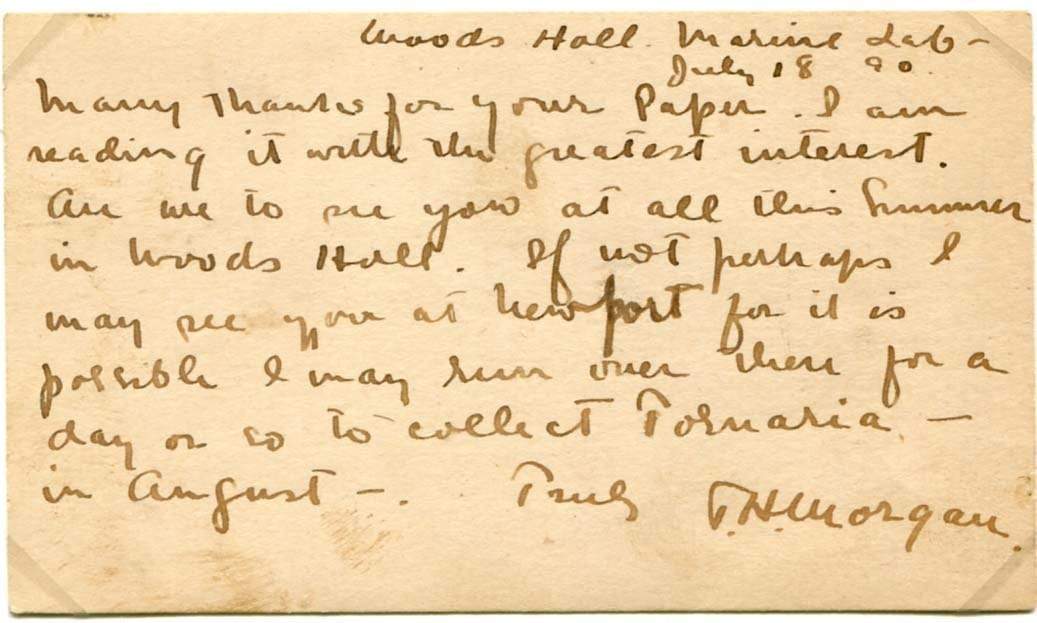 Woods Holl. Marine Lab-
July 18 90.
Many Thanks for your Paper. I am
reading it with the greatest interest.
Are we to see you at all this Summer
in Woods Holl. If not perhaps I
may see you at Newport for it is
possible I may run over there for a
day or so to collect Tornaria —
in August —. Truly T.H. Morgan.